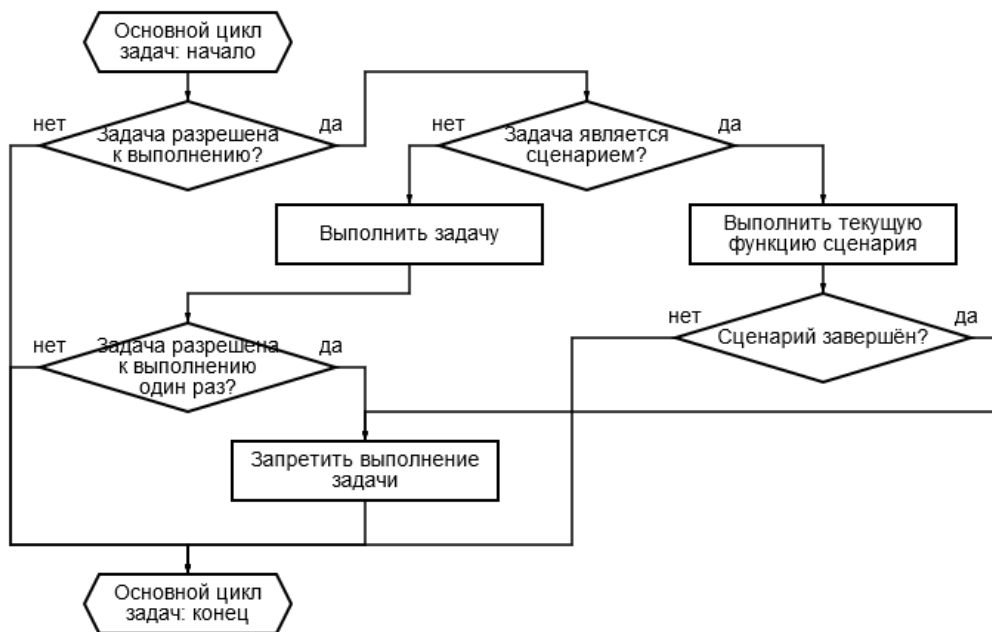 Основной цикл
задач: начало
нет
Задача разрешена
к выполнению?
да
нет
Задача является
сценарием?
да
Выполнить задачу
Выполнить текущую
функцию сценария
нет
Задача разрешена
к выполнению
один раз?
да
нет
Сценарий завершён?
да
Запретить выполнение
задачи
Основной цикл
задач: конец